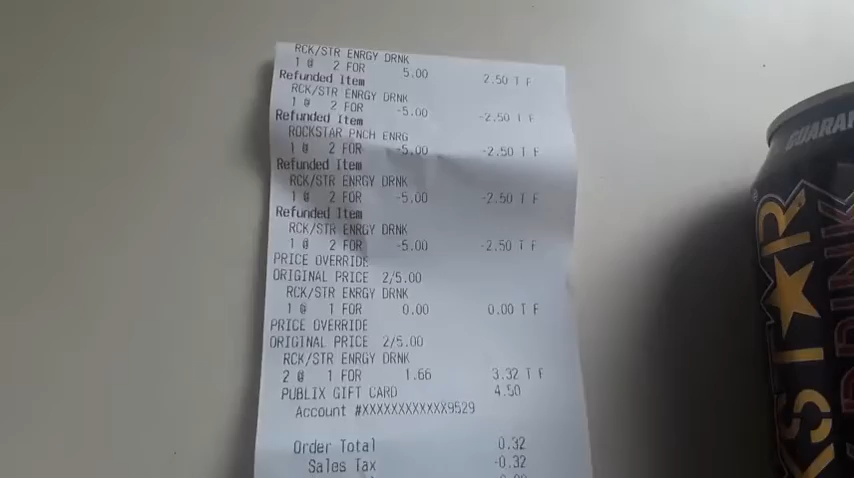 RCK/STR ENRGY DRNK
1 @ 2 FOR 5.00 2.50 T F
Refunded Item
RCK/STR ENRGY DRNK
1 @ 2 FOR -5.00 -2.50 T F
Refunded Item
ROCKSTAR PNCH ENRG
1 @ 2 FOR -5.00 -2.50 T F
Refunded Item
RCK/STR ENRGY DRNK
1 @ 2 FOR -5.00 -2.50 T F
Refunded Item
RCK/STR ENRGY DRNK
1 @ 2 FOR -5.00 -2.50 T F
PRICE OVERRIDE
ORIGINAL PRICE 2/5.00
RCK/STR ENRGY DRNK
1 @ 1 FOR 0.00 0.00 T F
PRICE OVERRIDE
ORIGINAL PRICE 2/5.00
RCK/STR ENRGY DRNK
2 @ 1 FOR 1.66 3.32 T F
PUBLIX GIFT CARD 4.50
Account #XXXXXXXXXXXX9529
Order Total 0.32
Sales Tax -0.32
GUARAN
R
KST★R
DRINK